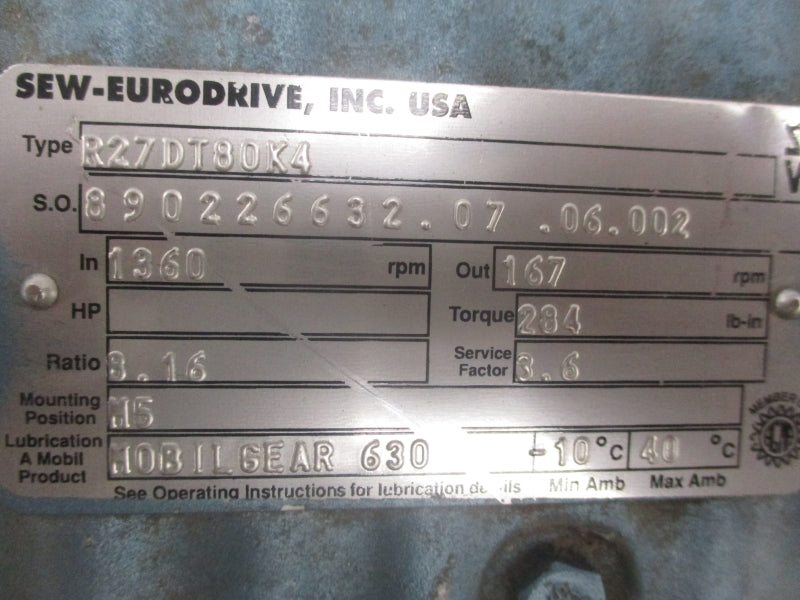 SEW-EURODRIVE, INC. USA
Type R27DT80K4
S.O. 890226632.07.06.002
In 1360 rpm Out 167 rpm
HP Torque 284 lb-in
Ratio 8.16 Service Factor 3.6
Mounting Position M5
Lubrication A Mobil Product MOBILGEAR 630 -10°C 40 °C
See Operating Instructions for lubrication details Min Amb Max Amb
MEMBER